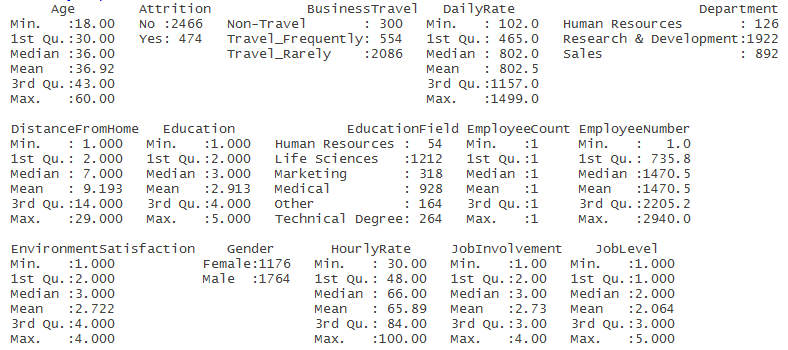 Age         Attrition            BusinessTravel   DailyRate                           Department
Min.   :18.00   No :2466   Non-Travel       : 300   Min.   : 102.0   Human Resources       : 126
1st Qu.:30.00   Yes: 474   Travel_Frequently: 554   1st Qu.: 465.0   Research & Development:1922
Median :36.00              Travel_Rarely    :2086   Median : 802.0   Sales                 : 892
Mean   :36.92                                       Mean   : 802.5
3rd Qu.:43.00                                       3rd Qu.:1157.0
Max.   :60.00                                       Max.   :1499.0
DistanceFromHome   Education              EducationField EmployeeCount EmployeeNumber
Min.   : 1.000   Min.   :1.000   Human Resources :  54   Min.   :1   Min.   :   1.0
1st Qu.: 2.000   1st Qu.:2.000   Life Sciences   :1212   1st Qu.:1   1st Qu.: 735.8
Median : 7.000   Median :3.000   Marketing       : 318   Median :1   Median :1470.5
Mean   : 9.193   Mean   :2.913   Medical         : 928   Mean   :1   Mean   :1470.5
3rd Qu.:14.000   3rd Qu.:4.000   Other           : 164   3rd Qu.:1   3rd Qu.:2205.2
Max.   :29.000   Max.   :5.000   Technical Degree: 264   Max.   :1   Max.   :2940.0
EnvironmentSatisfaction    Gender       HourlyRate     JobInvolvement    JobLevel
Min.   :1.000           Female:1176   Min.   : 30.00   Min.   :1.00   Min.   :1.000
1st Qu.:2.000           Male  :1764   1st Qu.: 48.00   1st Qu.:2.00   1st Qu.:1.000
Median :3.000                         Median : 66.00   Median :3.00   Median :2.000
Mean   :2.722                         Mean   : 65.89   Mean   :2.73   Mean   :2.064
3rd Qu.:4.000                         3rd Qu.: 84.00   3rd Qu.:3.00   3rd Qu.:3.000
Max.   :4.000                         Max.   :100.00   Max.   :4.00   Max.   :5.000